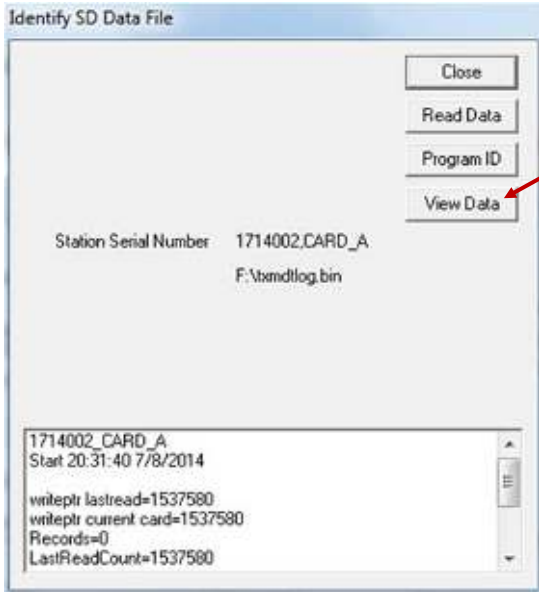 Identify SD Data File
Close
Read Data
Program ID
View Data
Station Serial Number 1714002,CARD_A
F:\txmdtlog.bin
1714002_CARD_A
Start 20:31:40 7/8/2014
writeptr lastread=1537580
writeptr current card=1537580
Records=0
LastReadCount=1537580